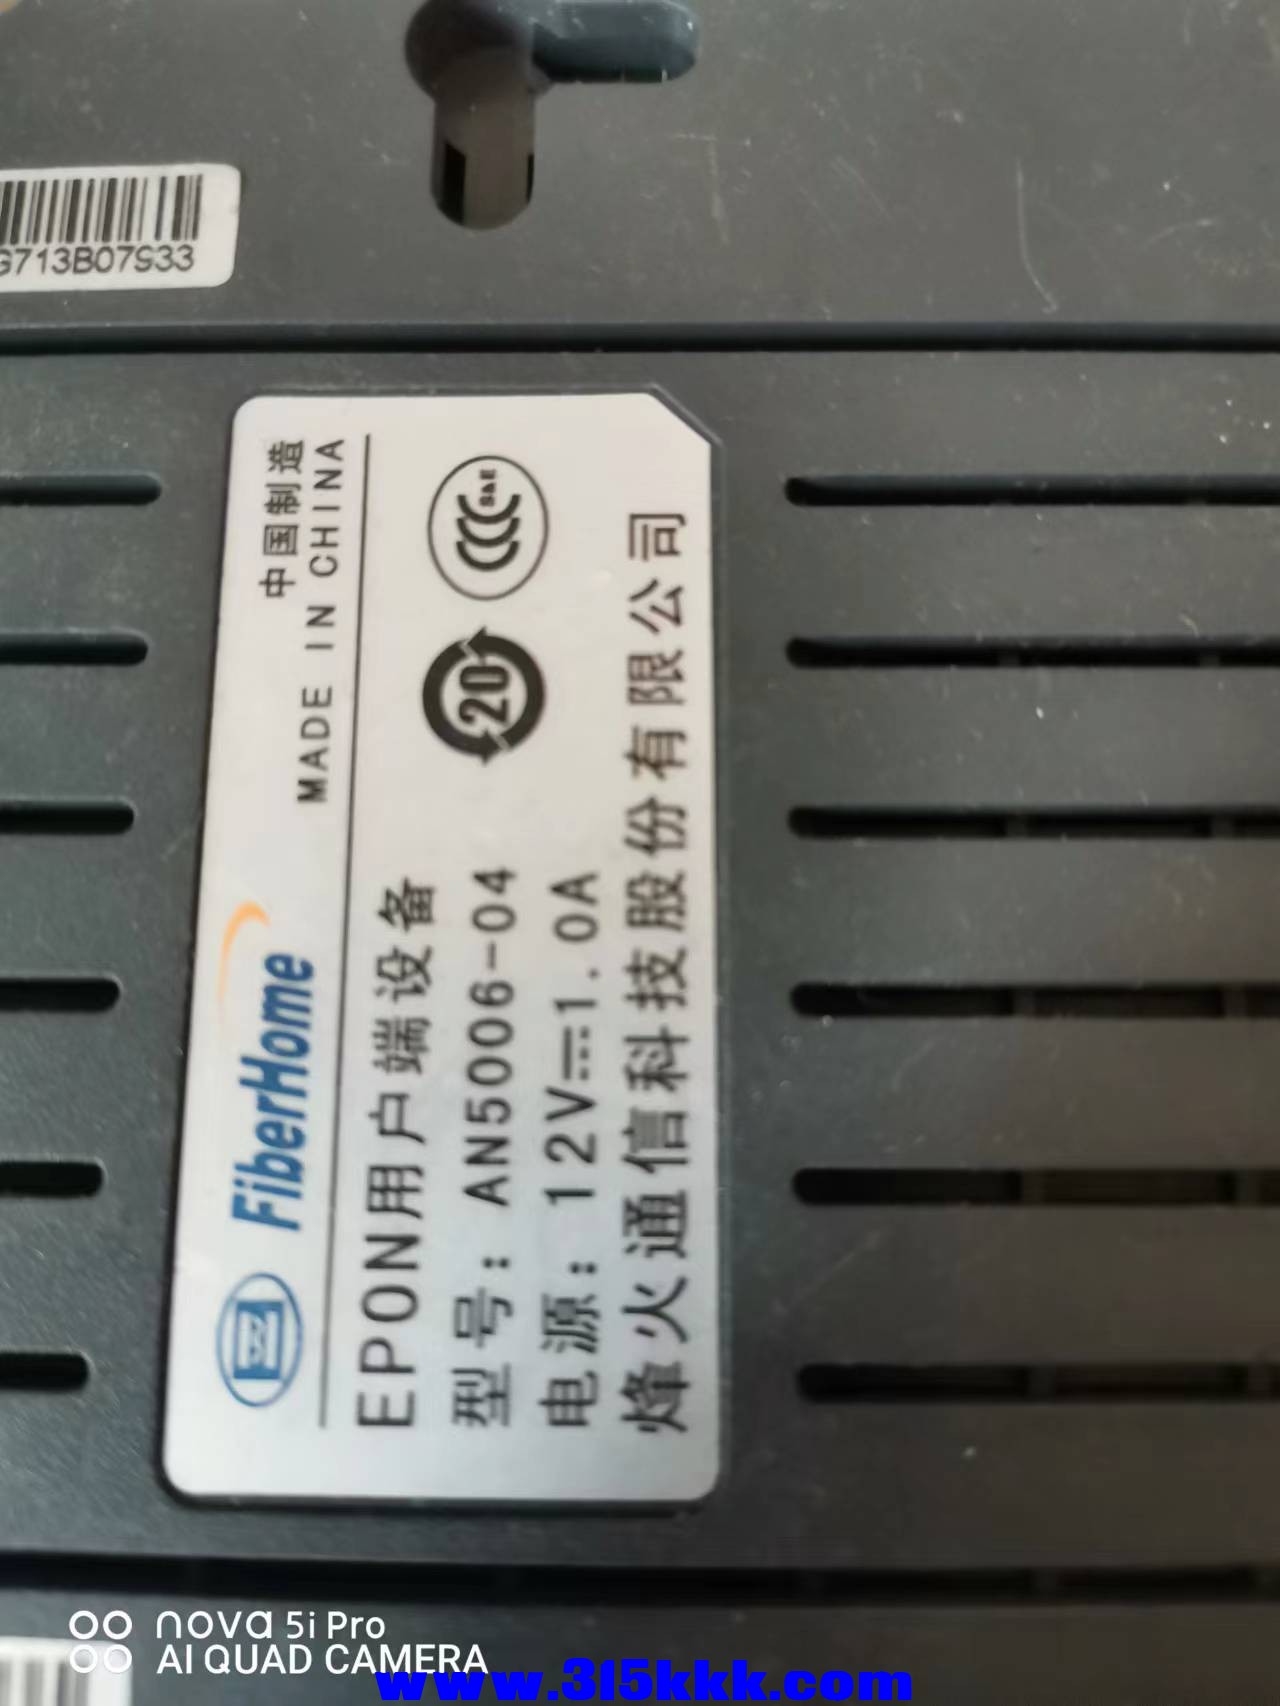 G713B07933
FiberHome
中国制造
MADE IN CHINA
EPON用户端设备
型号：AN5006-04
电源：12V⎓1.0A
烽火通信科技股份有限公司
20
S&E
nova 5i Pro
AI QUAD CAMERA
www.315kkk.com